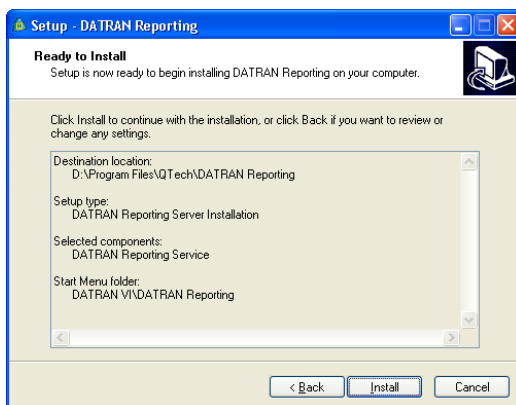 Setup - DATRAN Reporting
Ready to Install
Setup is now ready to begin installing DATRAN Reporting on your computer.
Click Install to continue with the installation, or click Back if you want to review or
change any settings.
Destination location:
D:\Program Files\QTech\DATRAN Reporting
Setup type:
DATRAN Reporting Server Installation
Selected components:
DATRAN Reporting Service
Start Menu folder:
DATRAN VI\DATRAN Reporting
< Back
Install
Cancel